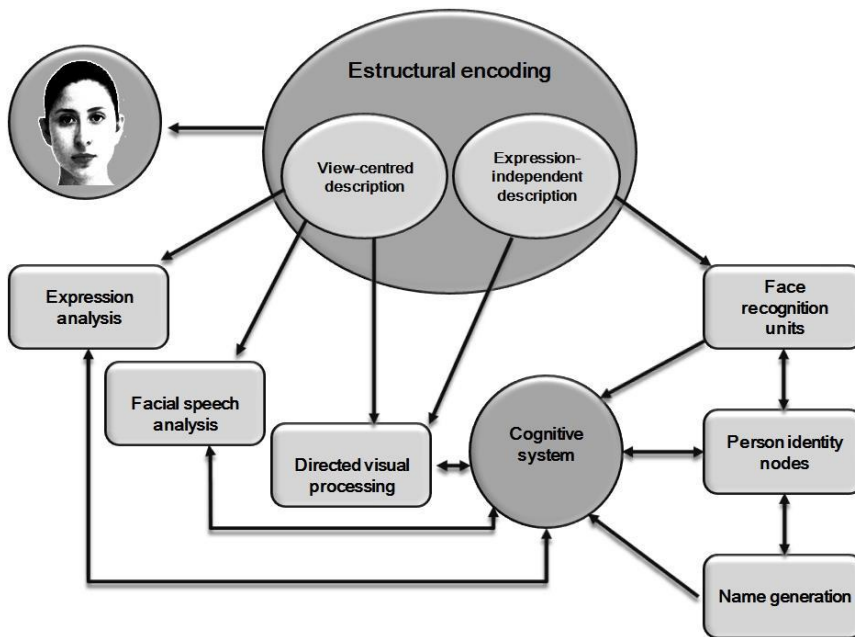 Estructural encoding
View-centred
description
Expression-
independent
description
Expression
analysis
Face
recognition
units
Facial speech
analysis
Cognitive
system
Person identity
nodes
Directed visual
processing
Name generation